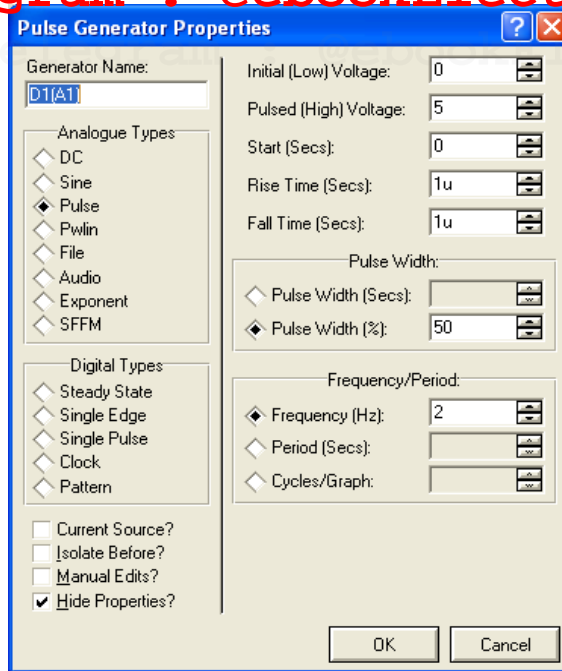 Pulse Generator Properties
Generator Name:
D1(A1)
Analogue Types
DC
Sine
Pulse
Pwlin
File
Audio
Exponent
SFFM
Digital Types
Steady State
Single Edge
Single Pulse
Clock
Pattern
Current Source?
Isolate Before?
Manual Edits?
Hide Properties?
Initial (Low) Voltage: 0
Pulsed (High) Voltage: 5
Start (Secs): 0
Rise Time (Secs): 1u
Fall Time (Secs): 1u
Pulse Width:
Pulse Width (Secs):
Pulse Width (%): 50
Frequency/Period:
Frequency (Hz): 2
Period (Secs):
Cycles/Graph:
OK Cancel